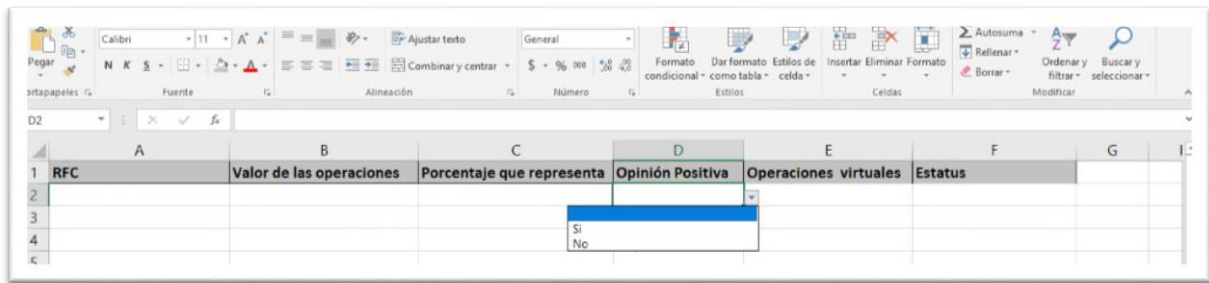 Calibri 11 A A Ajustar texto General Autosuma
Rellenar
Pegar N K S A Combinar y centrar $ % 000 Formato Dar formato Estilos de Insertar Eliminar Formato Borrar Ordenar y Buscar y
condicional como tabla celda filtrar seleccionar
ortapapeles Fuente Alineación Número Estilos Celdas Modificar
D2 fx
A B C D E F G
1 RFC Valor de las operaciones Porcentaje que representa Opinión Positiva Operaciones virtuales Estatus
2
3 Si
4 No
5